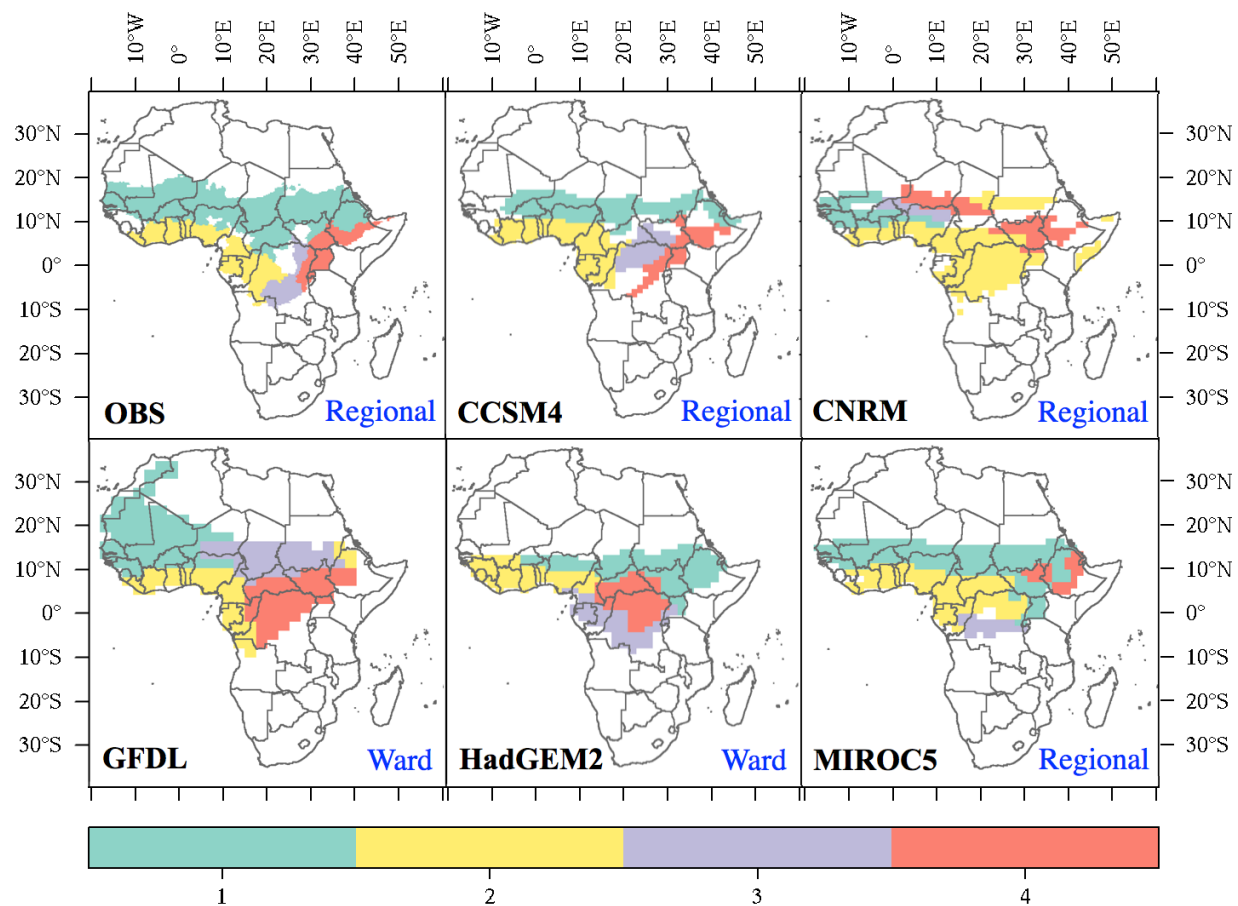 10°W 0° 10°E 20°E 30°E 40°E 50°E 10°W 0° 10°E 20°E 30°E 40°E 50°E 10°W 0° 10°E 20°E 30°E 40°E 50°E
30°N 30°N
20°N 20°N
10°N 10°N
0° 0°
10°S 10°S
20°S 20°S
30°S 30°S
OBS Regional CCSM4 Regional CNRM Regional
30°N 30°N
20°N 20°N
10°N 10°N
0° 0°
10°S 10°S
20°S 20°S
30°S 30°S
GFDL Ward HadGEM2 Ward MIROC5 Regional
1 2 3 4